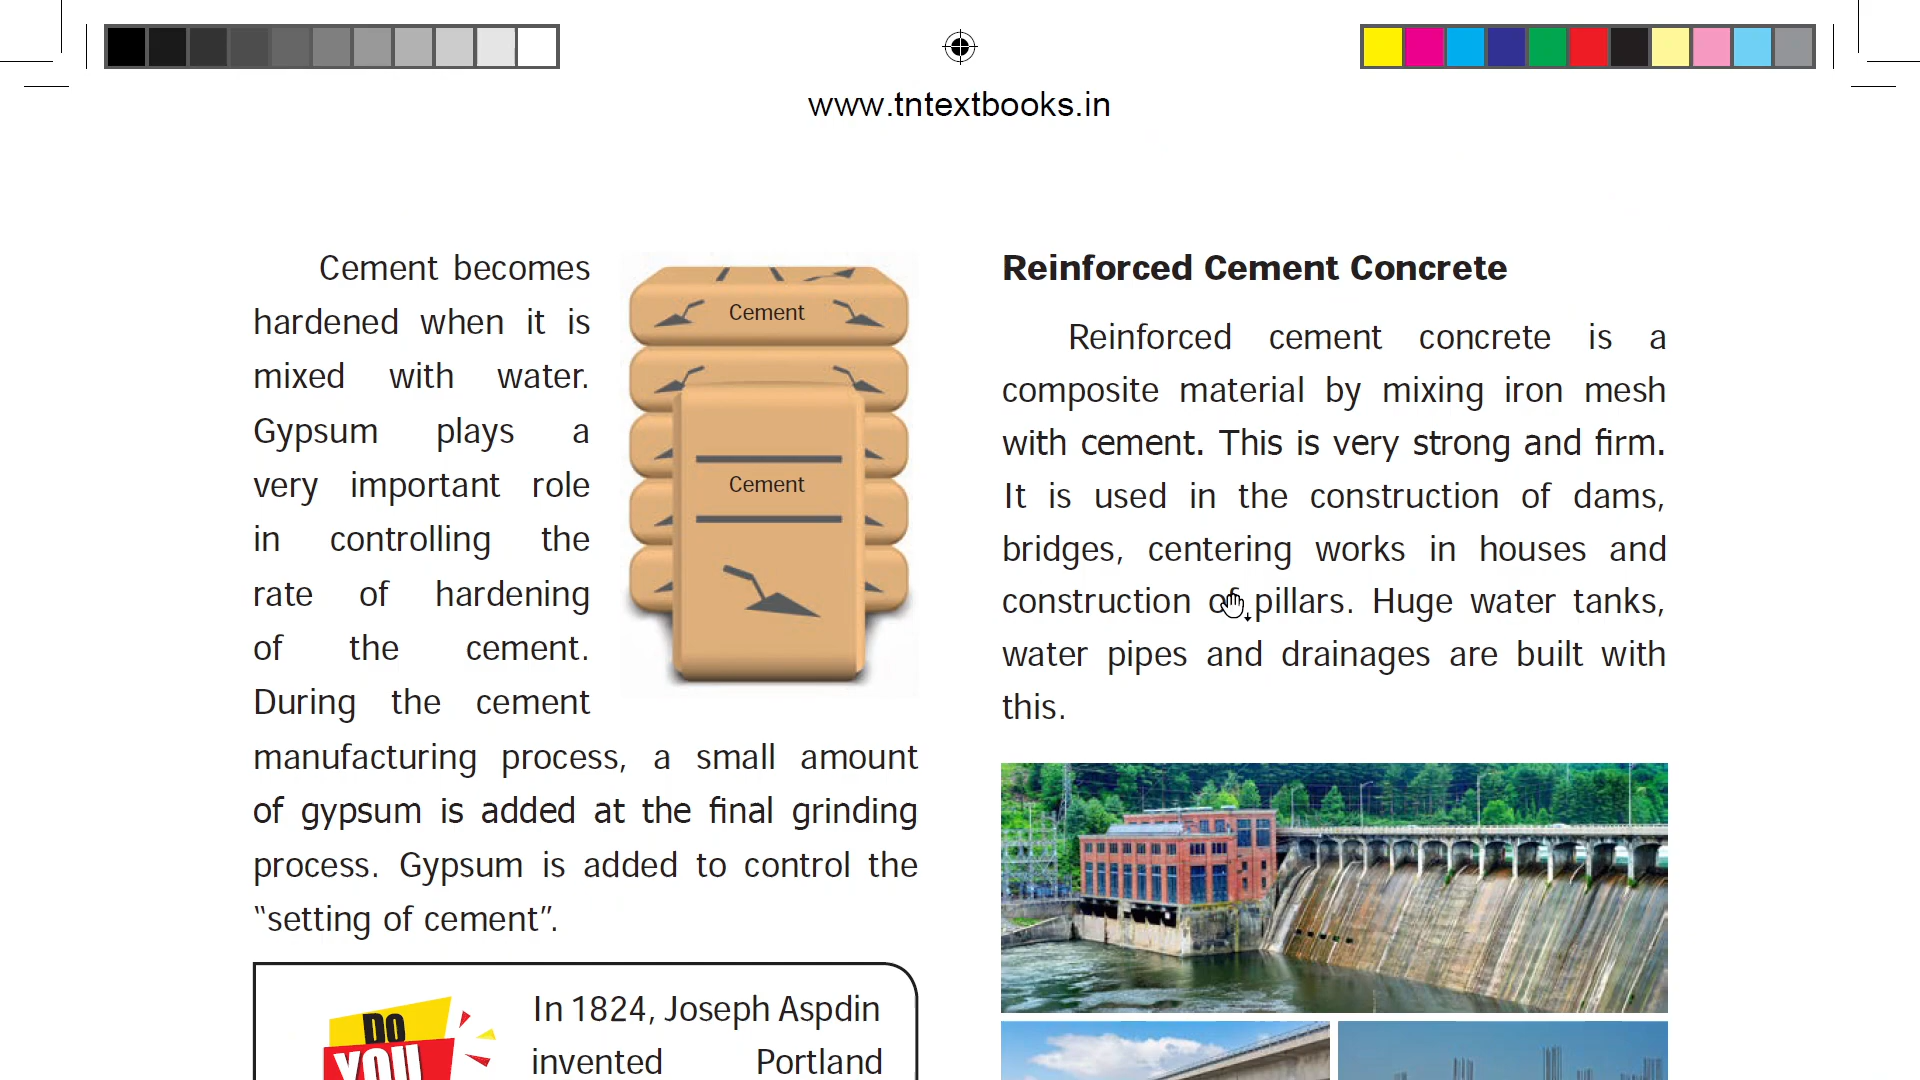 www.tntextbooks.in
Cement becomes
hardened when it is
mixed with water.
Gypsum plays a
very important role
in controlling the
rate of hardening
of the cement.
During the cement
manufacturing process, a small amount
of gypsum is added at the final grinding
process. Gypsum is added to control the
“setting of cement”.
Cement
Cement
DO
YOU
In 1824, Joseph Aspdin
invented Portland
Reinforced Cement Concrete
Reinforced cement concrete is a
composite material by mixing iron mesh
with cement. This is very strong and firm.
It is used in the construction of dams,
bridges, centering works in houses and
construction of pillars. Huge water tanks,
water pipes and drainages are built with
this.